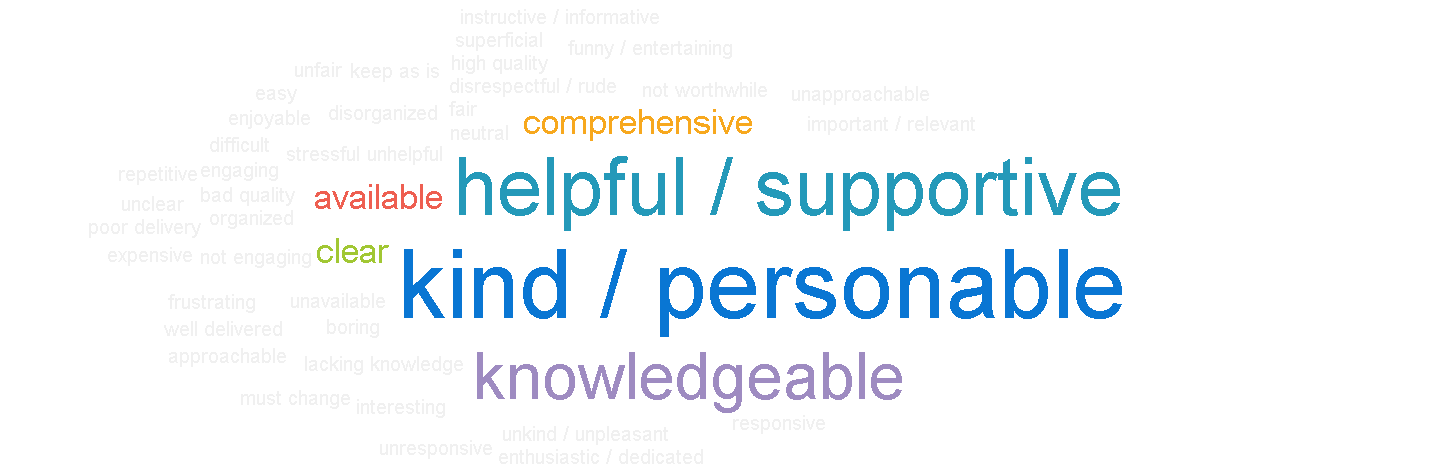 instructive / informative
superficial
funny / entertaining
high quality
unfair
keep as is
disrespectful / rude
not worthwhile
unapproachable
easy
enjoyable
disorganized
fair
comprehensive
important / relevant
neutral
difficult
stressful
unhelpful
repetitive
engaging
helpful / supportive
bad quality
available
unclear
organized
poor delivery
expensive
not engaging
clear
kind / personable
frustrating
unavailable
well delivered
boring
approachable
lacking knowledge
knowledgeable
must change
interesting
responsive
unkind / unpleasant
unresponsive
enthusiastic / dedicated